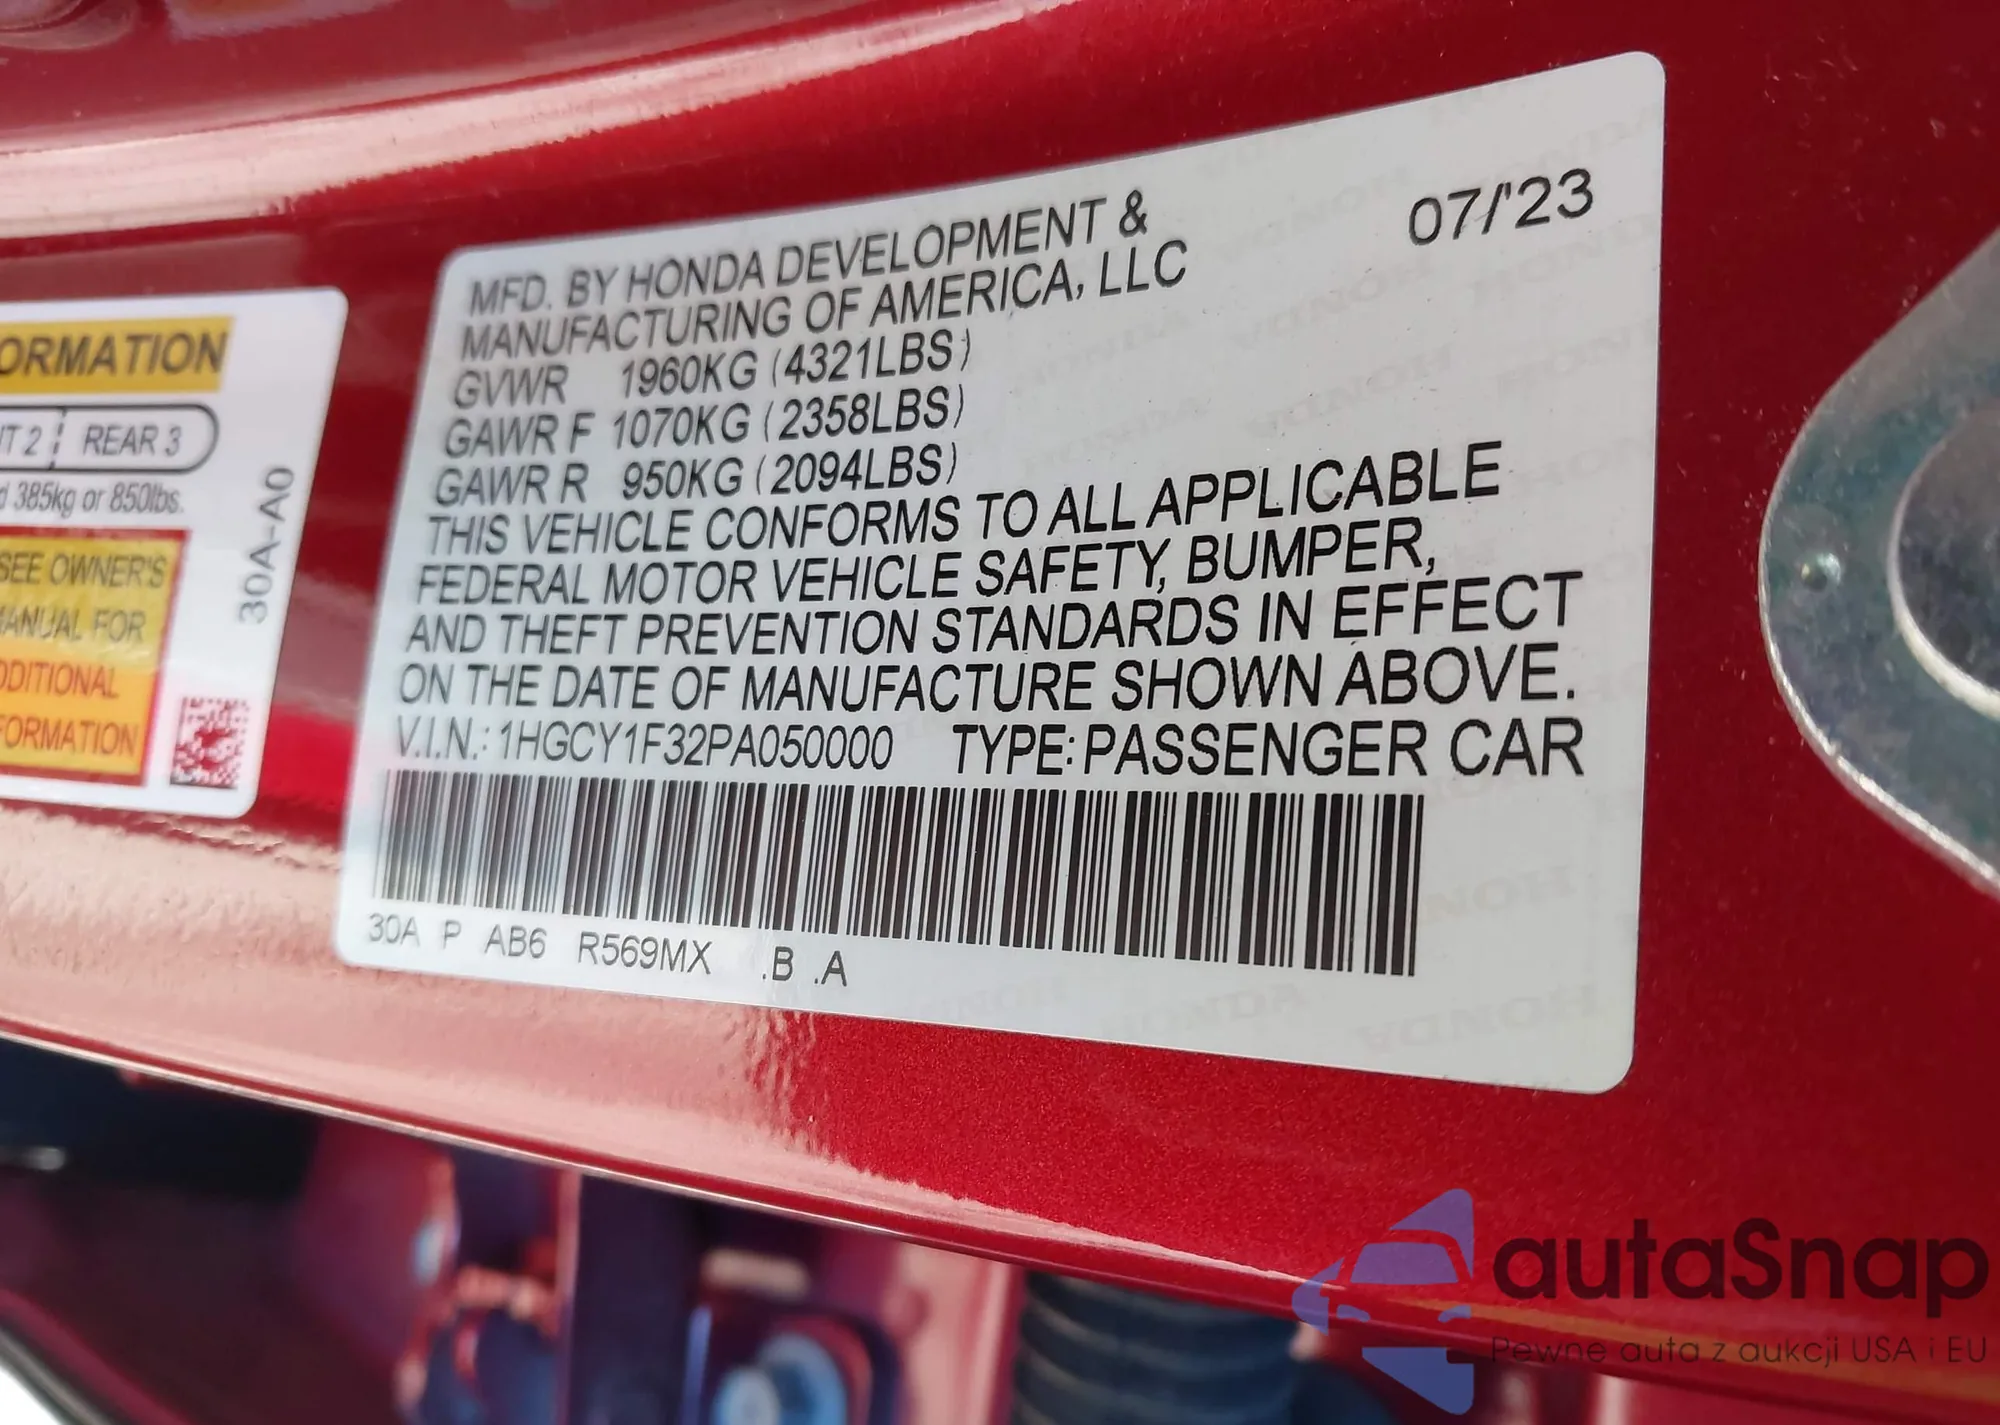 ORMATION
T 2 REAR 3
d 385kg or 850lbs.
SEE OWNER'S
ANUAL FOR
DDITIONAL
FORMATION
30A-A0
MFD. BY HONDA DEVELOPMENT &
MANUFACTURING OF AMERICA, LLC
07/'23
GVWR 1960KG (4321LBS)
GAWR F 1070KG (2358LBS)
GAWR R 950KG (2094LBS)
THIS VEHICLE CONFORMS TO ALL APPLICABLE
FEDERAL MOTOR VEHICLE SAFETY, BUMPER,
AND THEFT PREVENTION STANDARDS IN EFFECT
ON THE DATE OF MANUFACTURE SHOWN ABOVE.
V.I.N.: 1HGCY1F32PA050000 TYPE: PASSENGER CAR
30A P AB6 R569MX .B .A
autaSnap
Pewne auta z aukcji USA i EU